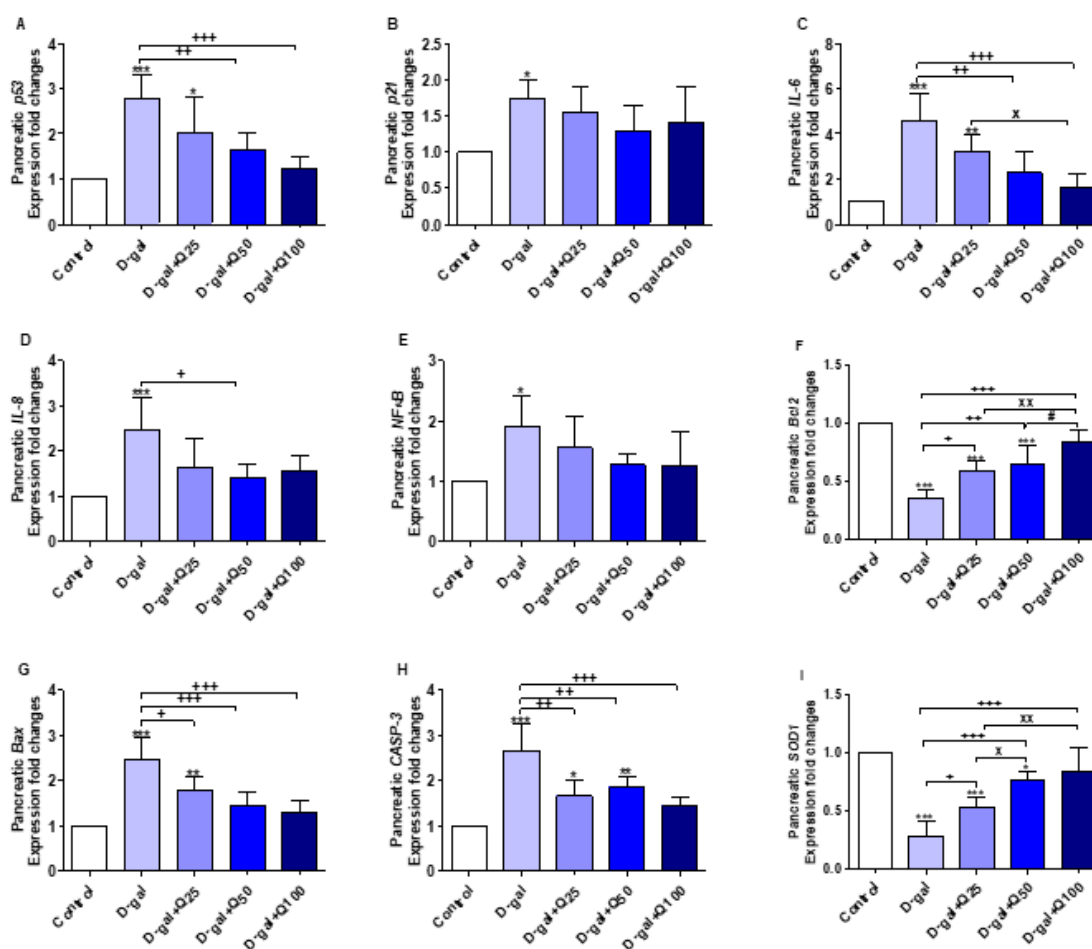 A
Pancreatic p53
Expression fold changes
4
3
2
1
0
+++
++
***
*
Control
D-gal
D-gal+Q25
D-gal+Q50
D-gal+Q100
B
Pancreatic p21
Expression fold changes
2.5
2.0
1.5
1.0
0.5
0.0
*
Control
D-gal
D-gal+Q25
D-gal+Q50
D-gal+Q100
C
Pancreatic IL-6
Expression fold changes
8
6
4
2
0
+++
++
***
x
**
Control
D-gal
D-gal+Q25
D-gal+Q50
D-gal+Q100
D
Pancreatic IL-8
Expression fold changes
4
3
2
1
0
+
***
Control
D-gal
D-gal+Q25
D-gal+Q50
D-gal+Q100
E
Pancreatic NFκB
Expression fold changes
3
2
1
0
*
Control
D-gal
D-gal+Q25
D-gal+Q50
D-gal+Q100
F
Pancreatic Bcl2
Expression fold changes
1.5
1.0
0.5
0.0
+++
xx
++
#
+
***
***
***
Control
D-gal
D-gal+Q25
D-gal+Q50
D-gal+Q100
G
Pancreatic Bax
Expression fold changes
4
3
2
1
0
+++
+++
+
***
**
Control
D-gal
D-gal+Q25
D-gal+Q50
D-gal+Q100
H
Pancreatic CASP-3
Expression fold changes
4
3
2
1
0
+++
++
++
***
*
**
Control
D-gal
D-gal+Q25
D-gal+Q50
D-gal+Q100
I
Pancreatic SOD1
Expression fold changes
1.5
1.0
0.5
0.0
+++
xx
+++
x
+
***
***
*
Control
D-gal
D-gal+Q25
D-gal+Q50
D-gal+Q100